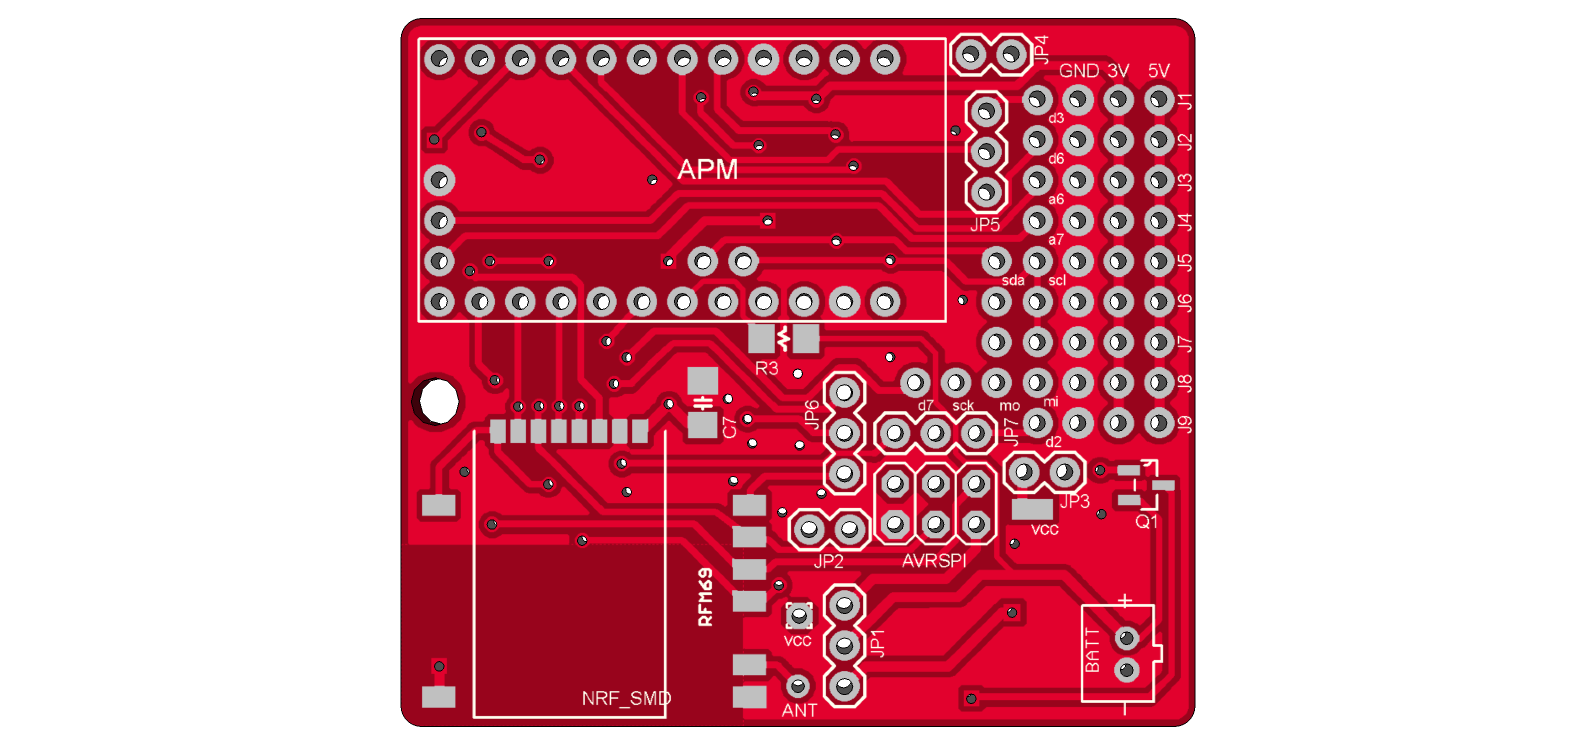 JP4
GND 3V 5V
J1
d3
J2
d6
APM
J3
a6
JP5
J4
a7
J5
sda scl
J6
J7
R3
J8
d7 sck mo mi
JP6
C7
JP7
d2
J9
JP3
vcc
Q1
JP2
AVRSPI
RFM69
+
vcc
JP1
BATT
NRF_SMD
ANT